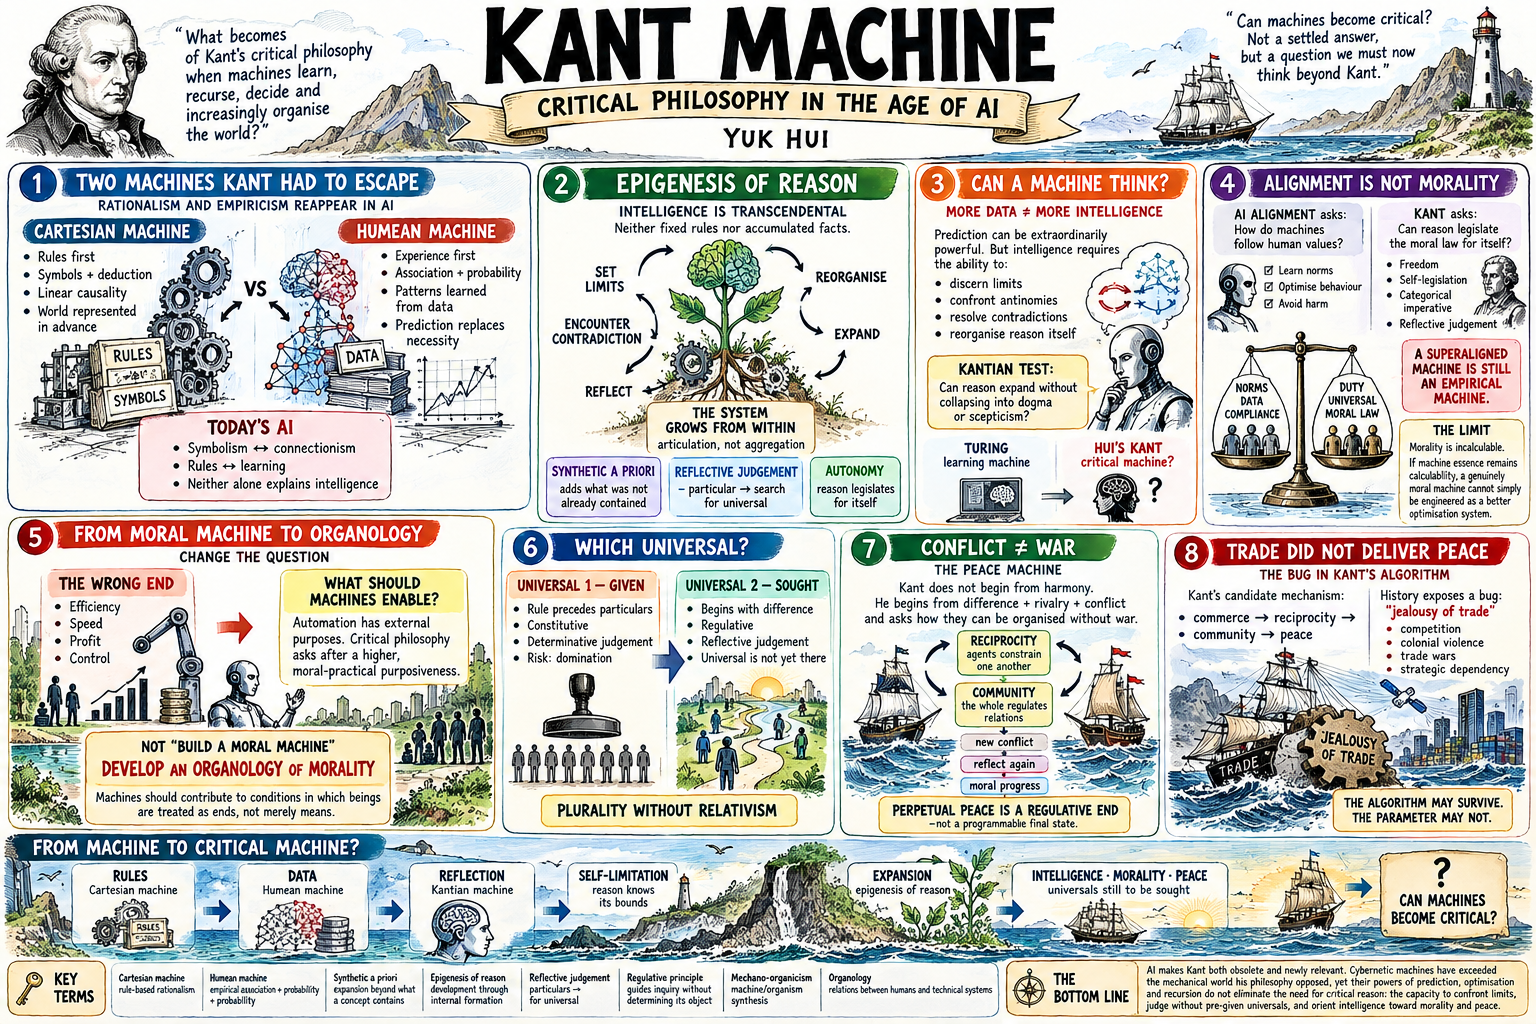 "What becomes
of Kant's critical philosophy
when machines learn,
recurse, decide and
increasingly organise
the world?"
KANT MACHINE
CRITICAL PHILOSOPHY IN THE AGE OF AI
YUK HUI
"Can machines become critical?
Not a settled answer,
but a question we must now
think beyond Kant."
1 TWO MACHINES KANT HAD TO ESCAPE
RATIONALISM AND EMPIRICISM REAPPEAR IN AI
CARTESIAN MACHINE
• Rules first
• Symbols + deduction
• Linear causality
• World represented
in advance
VS
HUMEAN MACHINE
• Experience first
• Association + probability
• Patterns learned
from data
• Prediction replaces
necessity
RULES
SYMBOLS
DATA
TODAY'S AI
• Symbolism ↔ connectionism
• Rules ↔ learning
• Neither alone explains intelligence
2 EPIGENESIS OF REASON
INTELLIGENCE IS TRANSCENDENTAL
Neither fixed rules nor accumulated facts.
SET
LIMITS
REORGANISE
ENCOUNTER
CONTRADICTION
EXPAND
REFLECT
THE SYSTEM
GROWS FROM WITHIN
articulation, not aggregation
SYNTHETIC A PRIORI
adds what was not
already contained
REFLECTIVE JUDGEMENT
– particular → search
for universal
AUTONOMY
reason legislates
for itself
3 CAN A MACHINE THINK?
MORE DATA ≠ MORE INTELLIGENCE
Prediction can be extraordinarily
powerful. But intelligence requires
the ability to:
• discern limits
• confront antinomies
• resolve contradictions
• reorganise reason itself
KANTIAN TEST:
Can reason expand without
collapsing into dogma
or scepticism?
TURING
learning machine
HUI'S KANT
critical machine?
?
4 ALIGNMENT IS NOT MORALITY
AI ALIGNMENT asks:
How do machines
follow human values?
☑ Learn norms
☑ Optimise behaviour
☑ Avoid harm
KANT asks:
Can reason legislate
the moral law for itself?
• Freedom
• Self-legislation
• Categorical
imperative
• Reflective judgement
NORMS
DATA
COMPLIANCE
DUTY
UNIVERSAL
MORAL LAW
A SUPERALIGNED
MACHINE IS STILL
AN EMPIRICAL
MACHINE.
THE LIMIT
Morality is incalculable.
If machine essence remains
calculability, a genuinely
moral machine cannot simply
be engineered as a better
optimisation system.
5 FROM MORAL MACHINE TO ORGANOLOGY
CHANGE THE QUESTION
THE WRONG END
• Efficiency
• Speed
• Profit
• Control
WHAT SHOULD
MACHINES ENABLE?
Automation has external
purposes. Critical philosophy
asks after a higher,
moral-practical purposiveness.
NOT "BUILD A MORAL MACHINE"
DEVELOP AN ORGANOLOGY OF MORALITY
Machines should contribute to conditions in which beings
are treated as ends, not merely means.
6 WHICH UNIVERSAL?
UNIVERSAL 1 — GIVEN
• Rule precedes particulars
• Constitutive
• Determinative judgement
• Risk: domination
UNIVERSAL 2 — SOUGHT
• Begins with difference
• Regulative
• Reflective judgement
• Universal is not yet there
PLURALITY WITHOUT RELATIVISM
7 CONFLICT ≠ WAR
THE PEACE MACHINE
Kant does not begin from harmony.
He begins from difference + rivalry + conflict
and asks how they can be organised without war.
RECIPROCITY
agents constrain
one another
COMMUNITY
the whole regulates
relations
new conflict
reflect again
moral progress
PERPETUAL PEACE IS A REGULATIVE END
—not a programmable final state.
8 TRADE DID NOT DELIVER PEACE
THE BUG IN KANT'S ALGORITHM
Kant's candidate mechanism:
• commerce → reciprocity →
• community → peace
History exposes a bug:
"jealousy of trade"
• competition
• colonial violence
• trade wars
• strategic dependency
TRADE
JEALOUSY
OF TRADE
THE ALGORITHM MAY SURVIVE.
THE PARAMETER MAY NOT.
FROM MACHINE TO CRITICAL MACHINE?
RULES
Cartesian machine
RULES
DATA
Humean machine
REFLECTION
Kantian machine
SELF-LIMITATION
reason knows
its bounds
EXPANSION
epigenesis of reason
INTELLIGENCE · MORALITY · PEACE
universals still to be sought
?
CAN MACHINES
BECOME CRITICAL?
KEY
TERMS
Cartesian machine
rule-based rationalism
Humean machine
empirical association + probability
+ probability
Synthetic a priori
expansion beyond what
a concept contains
Epigenesis of reason
development through
internal formation
Reflective judgement
particulars →
for universal
Regulative principle
guides inquiry without
determining its object
Mechano-organicism
machine/organism
synthesis
Organology
relations between humans and technical systems
THE
BOTTOM LINE
AI makes Kant both obsolete and newly relevant. Cybernetic machines have exceeded
the mechanical world his philosophy opposed, yet their powers of prediction, optimisation
and recursion do not eliminate the need for critical reason: the capacity to confront limits,
judge without pre-given universals, and orient intelligence toward morality and peace.